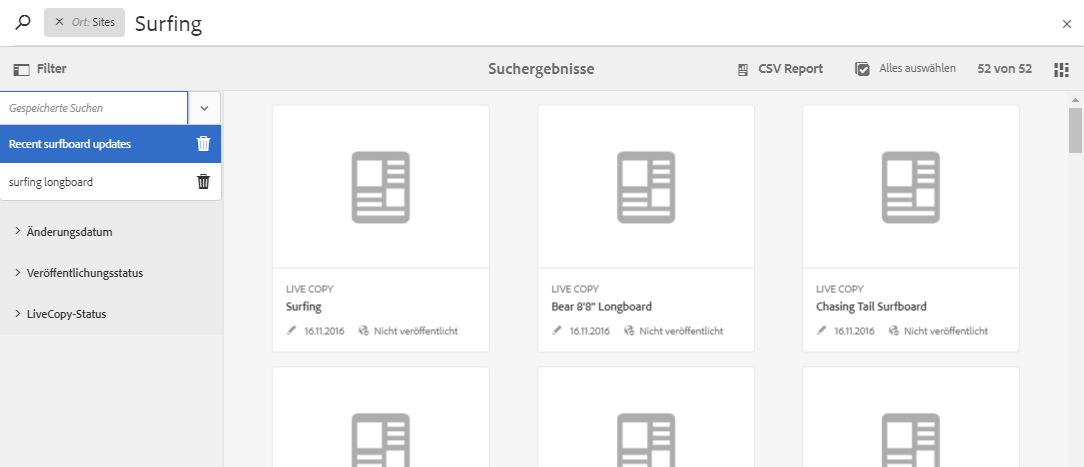 Ort: Sites Surfing
Filter
Suchergebnisse
CSV Report
Alles auswählen
52 von 52
Gespeicherte Suchen
Recent surfboard updates
surfing longboard
Änderungsdatum
Veröffentlichungsstatus
LiveCopy-Status
LIVE COPY
Surfing
16.11.2016 Nicht veröffentlicht
LIVE COPY
Bear 8'8" Longboard
16.11.2016 Nicht veröffentlicht
LIVE COPY
Chasing Tail Surfboard
16.11.2016 Nicht veröffentlicht